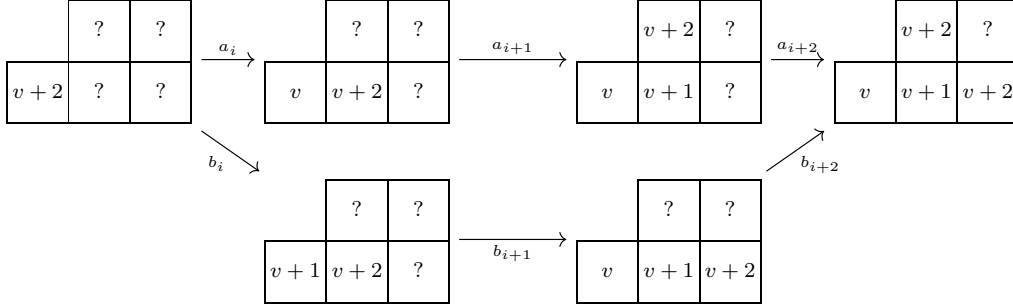 ? ? ? ? v + 2 ? v + 2 ?
a_i a_{i+1} a_{i+2}
v + 2 ? ? v v + 2 ? v v + 1 ? v v + 1 v + 2
b_i b_{i+2}
? ? ? ?
v + 1 v + 2 ? v v + 1 v + 2
b_{i+1}